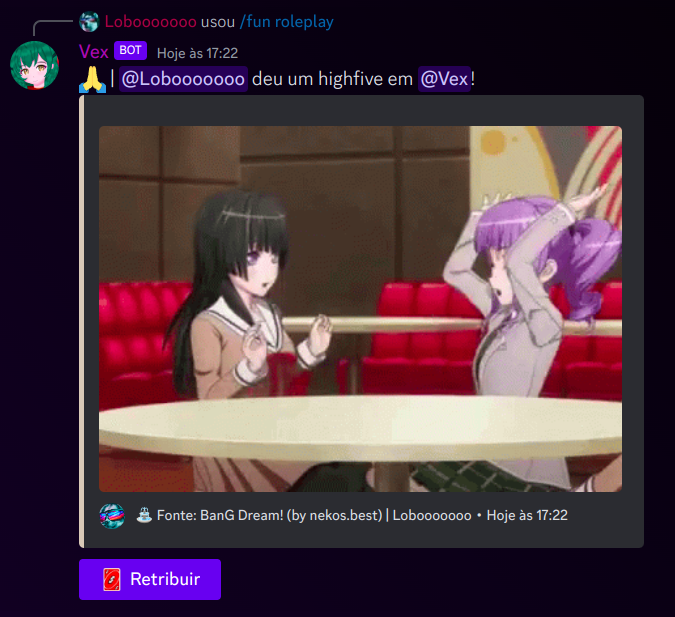 Lobooooooo usou /fun roleplay
Vex BOT Hoje às 17:22
🙏 | @Lobooooooo deu um highfive em @Vex!
Fonte: BanG Dream! (by nekos.best) | Lobooooooo • Hoje às 17:22
Retribuir